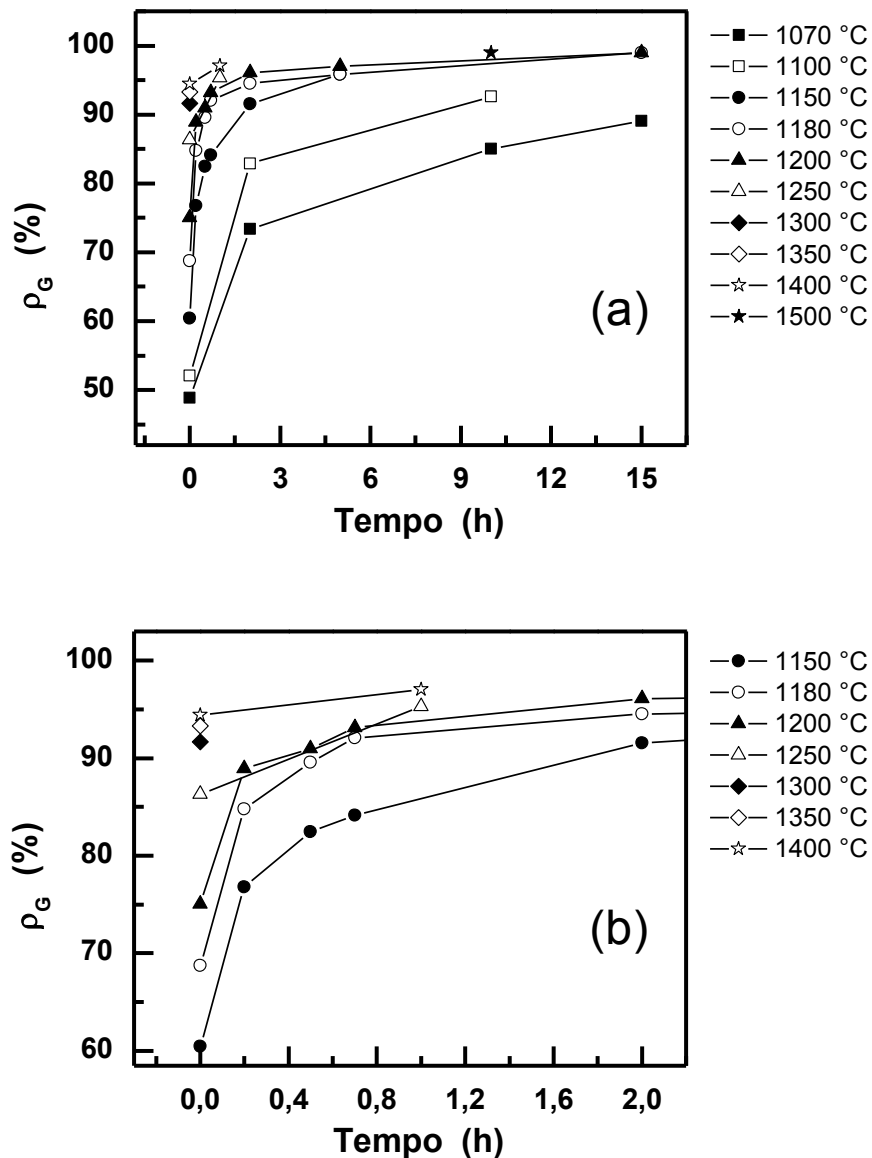 100
90
80
70
60
50
ρG (%)
0 3 6 9 12 15
Tempo (h)
(a)
1070 °C
1100 °C
1150 °C
1180 °C
1200 °C
1250 °C
1300 °C
1350 °C
1400 °C
1500 °C
100
90
80
70
60
ρG (%)
0,0 0,4 0,8 1,2 1,6 2,0
Tempo (h)
(b)
1150 °C
1180 °C
1200 °C
1250 °C
1300 °C
1350 °C
1400 °C